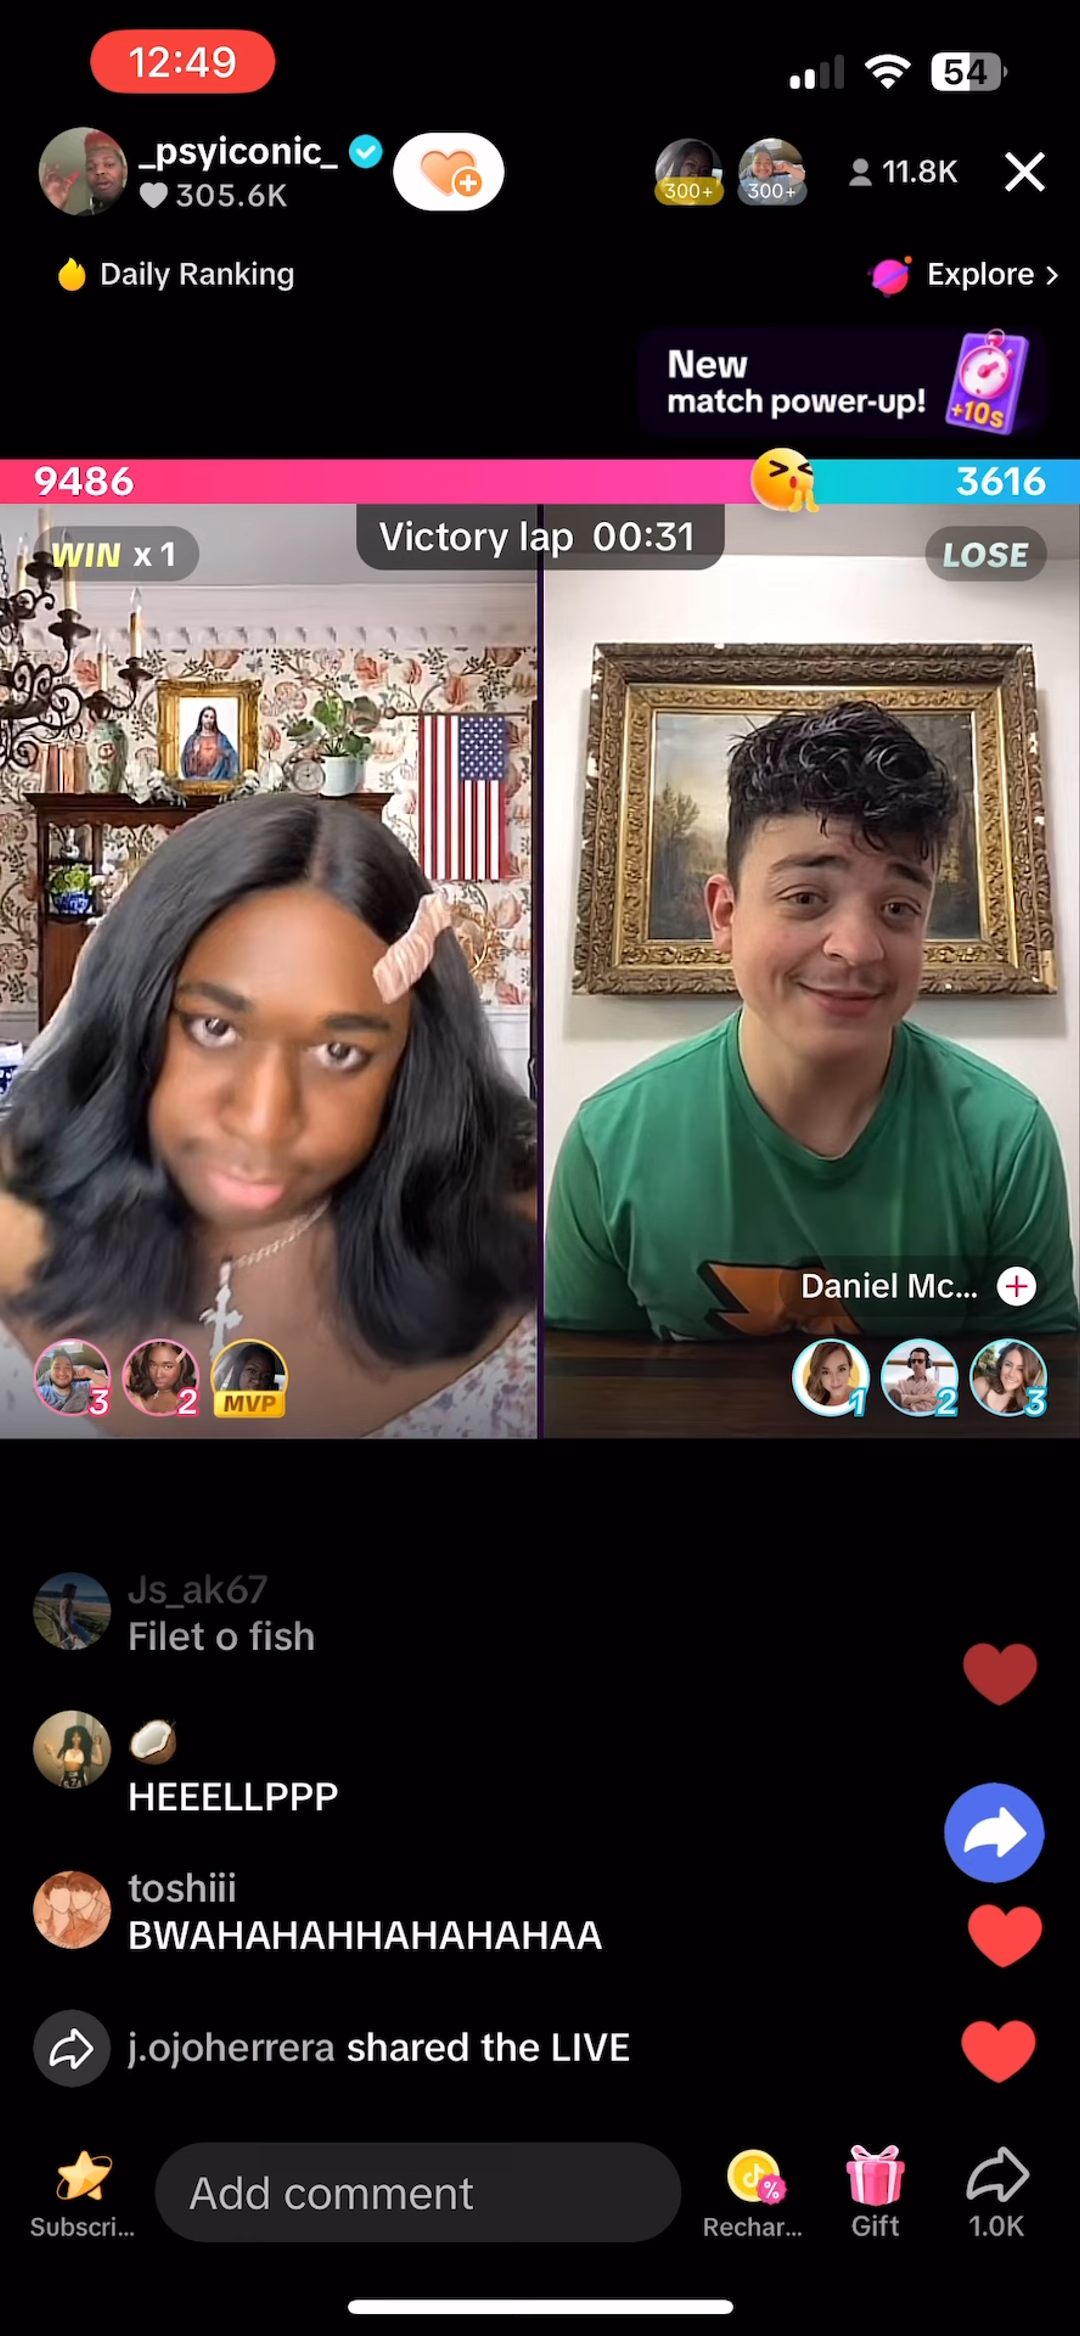 12:49
54
_psyiconic_
305.6K
300+
300+
11.8K
Daily Ranking
Explore >
New
match power-up!
+10s
9486
3616
WIN x 1
Victory lap 00:31
LOSE
Daniel Mc...
3
2
MVP
1
2
3
Js_ak67
Filet o fish
HEEELLPPP
toshiii
BWAHAHAHHAHAHAHAA
j.ojoherrera shared the LIVE
Subscri...
Add comment
%
Rechar...
Gift
1.0K